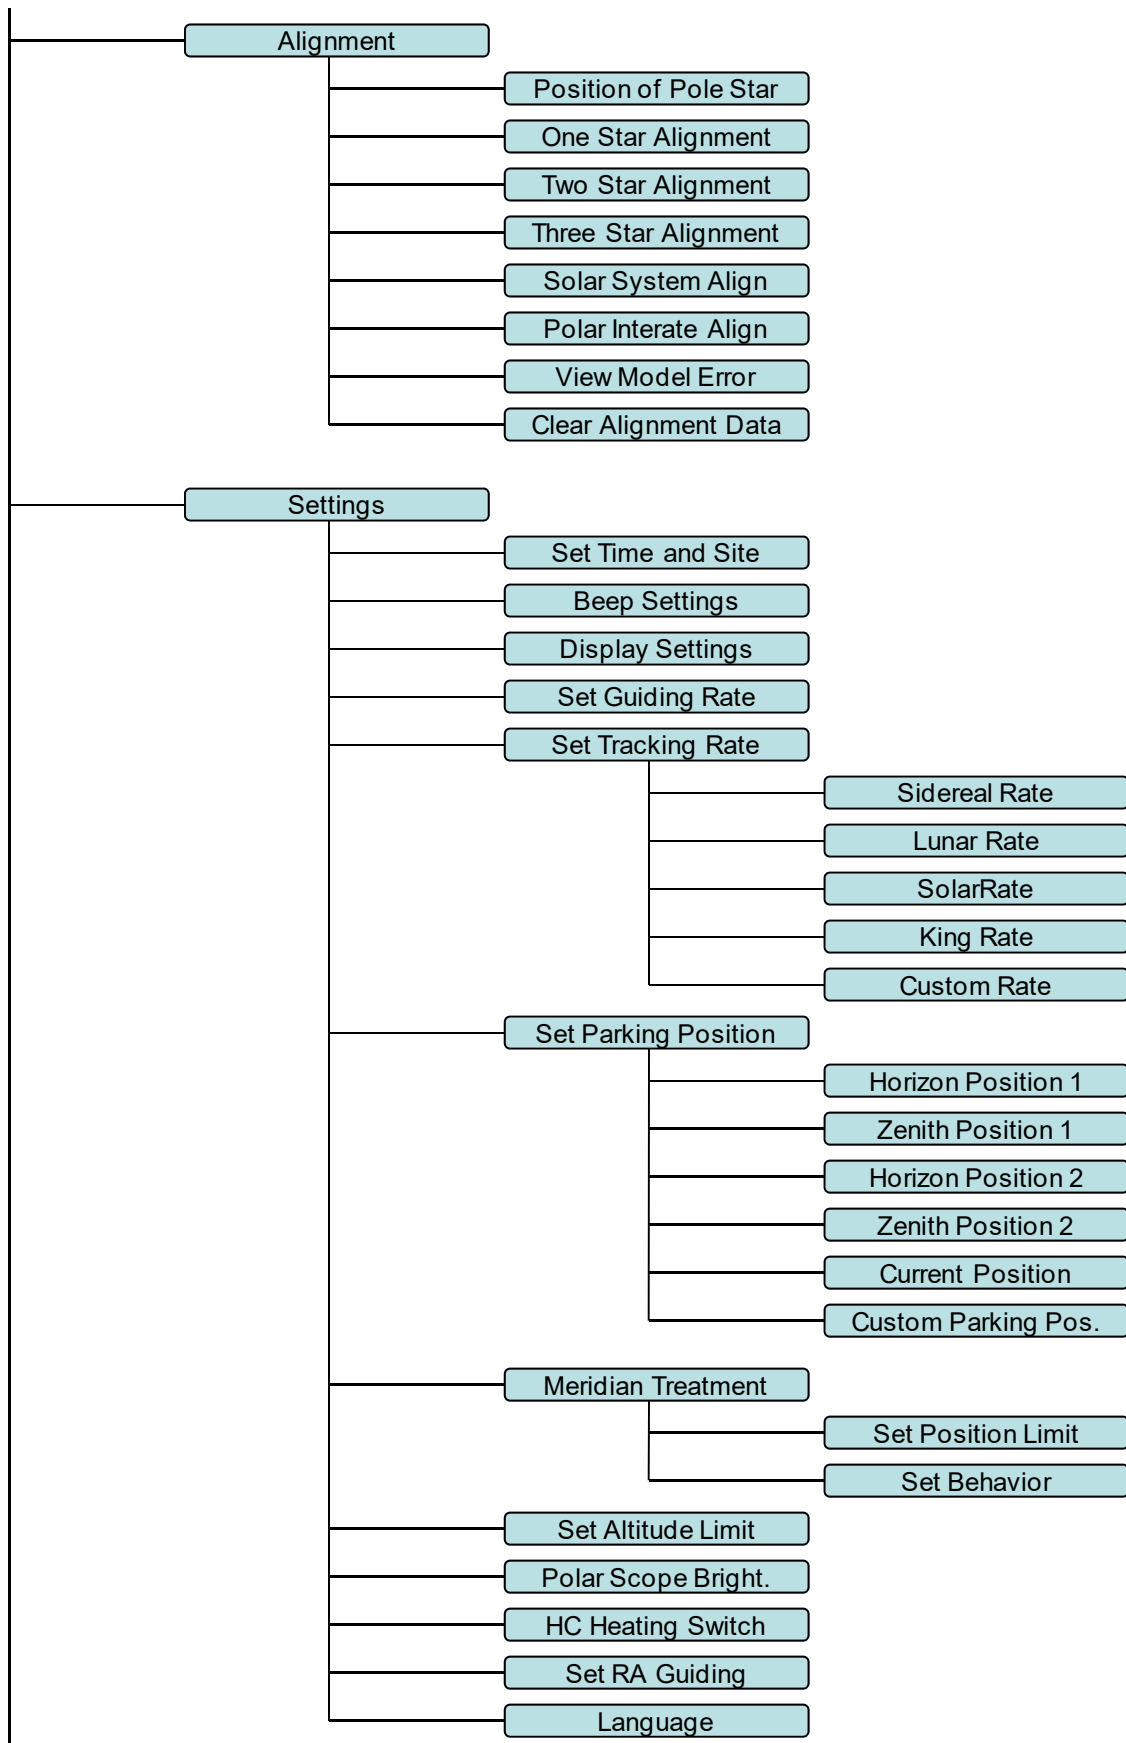 Alignment
Position of Pole Star
One Star Alignment
Two Star Alignment
Three Star Alignment
Solar System Align
Polar Interate Align
View Model Error
Clear Alignment Data
Settings
Set Time and Site
Beep Settings
Display Settings
Set Guiding Rate
Set Tracking Rate
Sidereal Rate
Lunar Rate
SolarRate
King Rate
Custom Rate
Set Parking Position
Horizon Position 1
Zenith Position 1
Horizon Position 2
Zenith Position 2
Current Position
Custom Parking Pos.
Meridian Treatment
Set Position Limit
Set Behavior
Set Altitude Limit
Polar Scope Bright.
HC Heating Switch
Set RA Guiding
Language